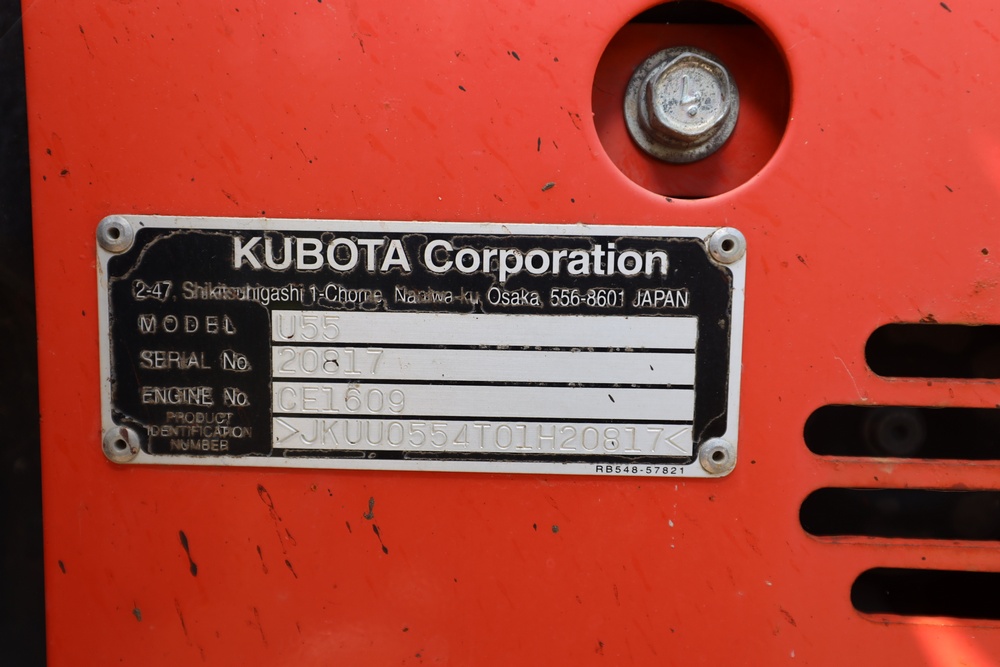 4
KUBOTA Corporation
2-47, Shikitsuhigashi 1-Chome, Naniwa-ku, Osaka, 556-8601 JAPAN
MODEL U55
SERIAL No. 20817
ENGINE No. CE1609
PRODUCT
IDENTIFICATION
NUMBER
>JKUU0554T01H20817<
RB548-57821